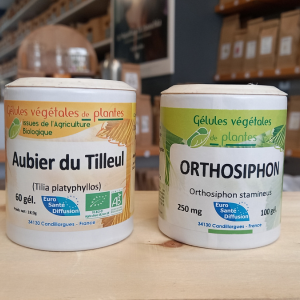 Gélules végétales de plantes
issues de l'Agriculture
Biologique
Aubier du Tilleul
(Tilia platyphyllos)
60 gél.
Euro
Santé
Diffusion
AB
34130 Candillargues - France
Gélules végétales
de plantes
ORTHOSIPHON
Orthosiphon stamineus
250 mg
Euro
Santé
Diffusion
100 gél.
34130 Candillargues - France